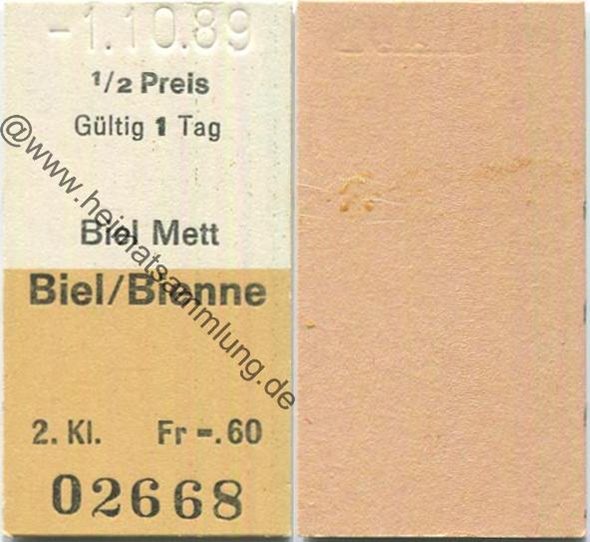 -1.10.89
1/2 Preis
Gültig 1 Tag
Biel Mett
Biel/Bienne
2. Kl. Fr -.60
02668
@www.heimatsammlung.de